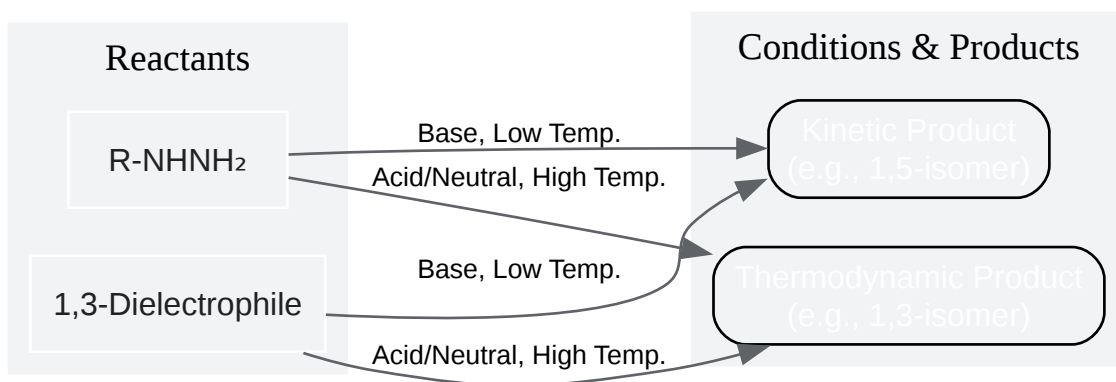 Reactants
Conditions & Products
R-NHNH₂
1,3-Dielectrophile
Base, Low Temp.
Acid/Neutral, High Temp.
Base, Low Temp.
Acid/Neutral, High Temp.
Kinetic Product
(e.g., 1,5-isomer)
Thermodynamic Product
(e.g., 1,3-isomer)